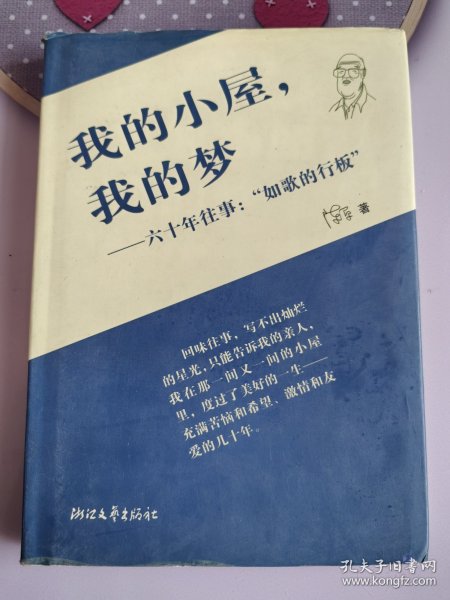 我的小屋，
我的梦
——六十年往事：“如歌的行板”
著
回味往事，写不出灿烂
的星光，只能告诉我的亲人，
我在那一间又一间的小屋
里，度过了美好的一生——
充满苦恼和希望、激情和友
爱的几十年。
浙江文艺出版社
孔夫子旧书网
www.kongfz.com